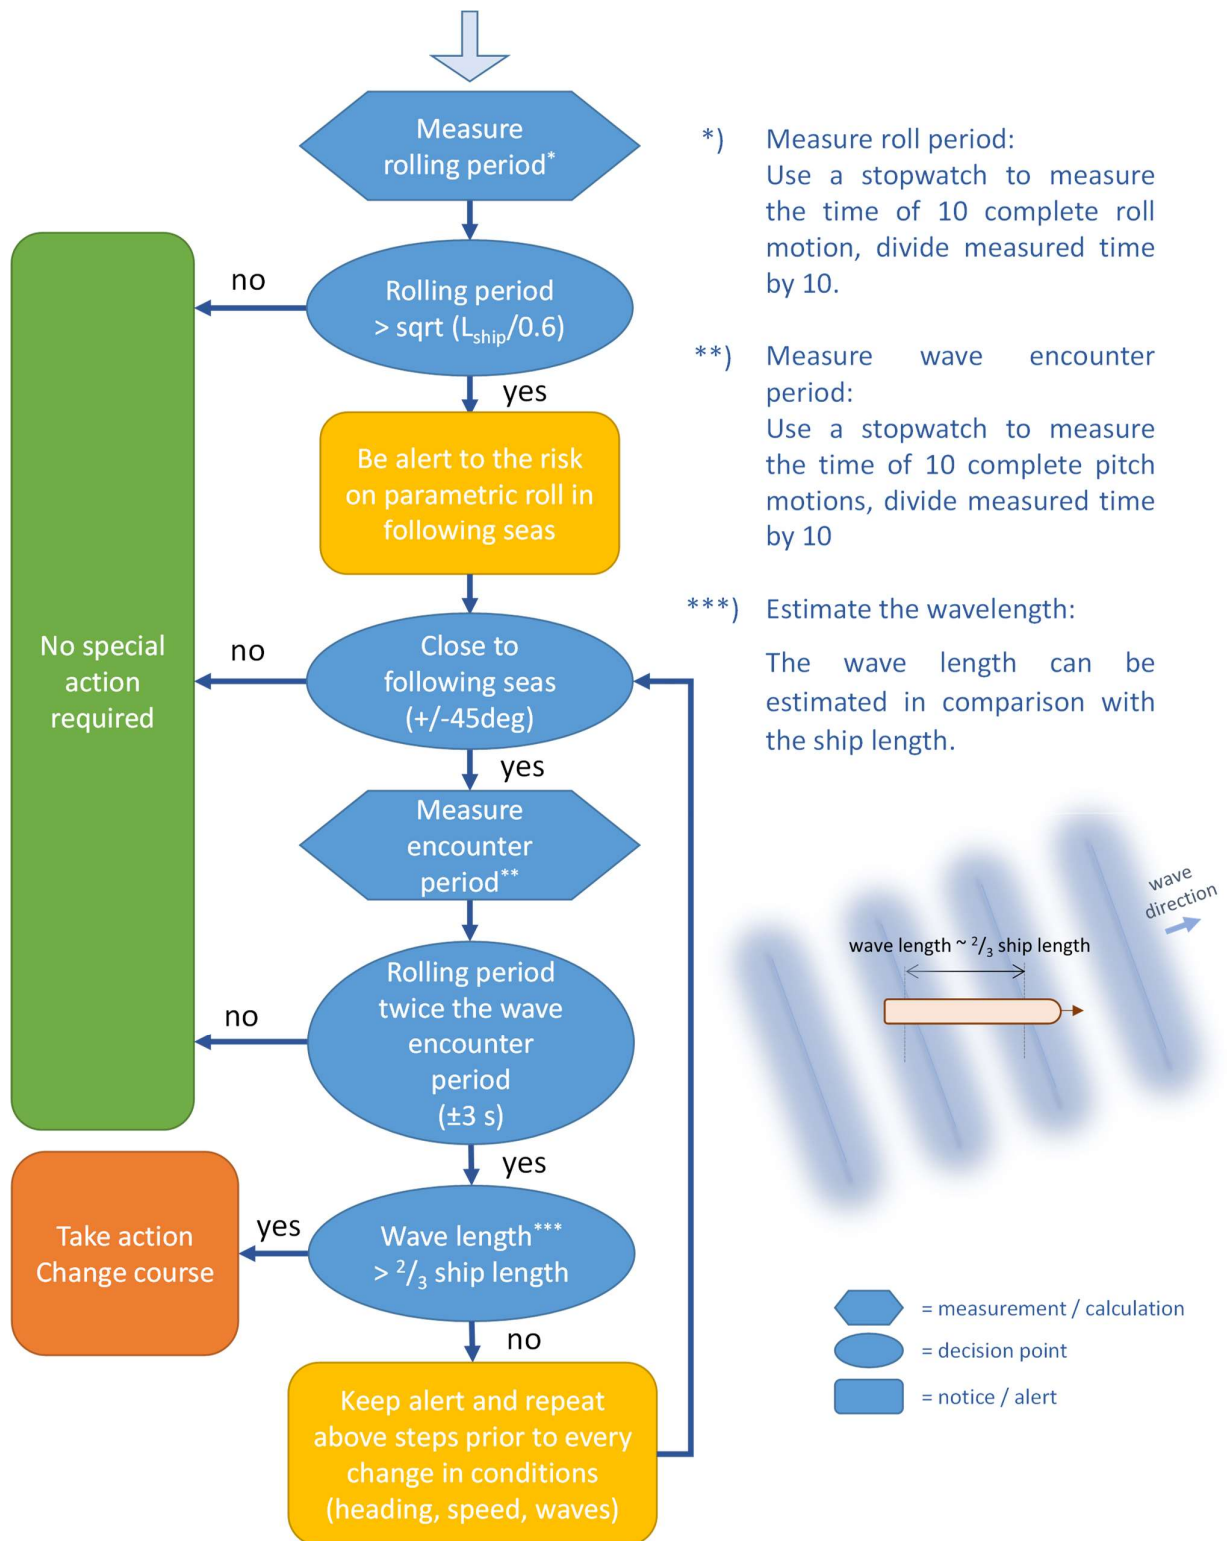 Measure
rolling period*
no
Rolling period
> sqrt (Lship/0.6)
yes
Be alert to the risk
on parametric roll in
following seas
No special
action
required
no
Close to
following seas
(+/-45deg)
yes
Measure
encounter
period**
no
Rolling period
twice the wave
encounter
period
(±3 s)
yes
Take action
Change course
yes
Wave length***
> 2/3 ship length
no
Keep alert and repeat
above steps prior to every
change in conditions
(heading, speed, waves)
*) Measure roll period:
Use a stopwatch to measure
the time of 10 complete roll
motion, divide measured time
by 10.
**) Measure wave encounter
period:
Use a stopwatch to measure
the time of 10 complete pitch
motions, divide measured time
by 10
***) Estimate the wavelength:
The wave length can be
estimated in comparison with
the ship length.
wave
direction
wave length ~ 2/3 ship length
= measurement / calculation
= decision point
= notice / alert